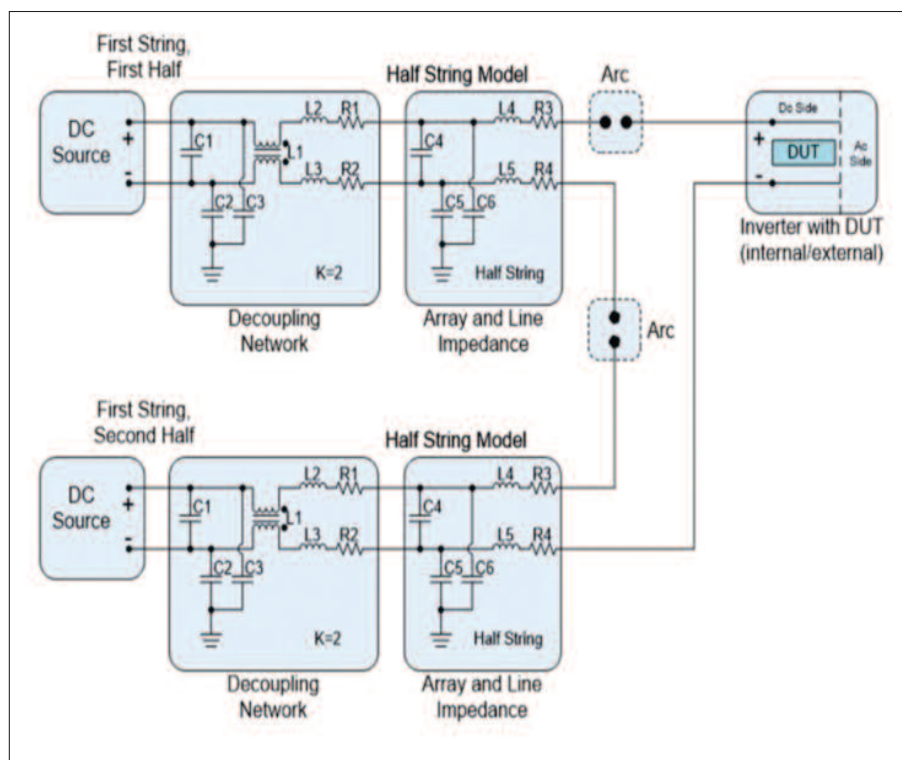 First String,
First Half
Half String Model
Arc
DC
Source
+
-
C1
C2
C3
L1
L2
R1
L3
R2
K=2
C4
C5
C6
L4
R3
L5
R4
Half String
Dc Side
+
-
DUT
Ac
Side
Inverter with DUT
(internal/external)
Decoupling
Network
Array and Line
Impedance
Arc
First String,
Second Half
Half String Model
DC
Source
+
-
C1
C2
C3
L1
L2
R1
L3
R2
K=2
C4
C5
C6
L4
R3
L5
R4
Half String
Decoupling
Network
Array and Line
Impedance